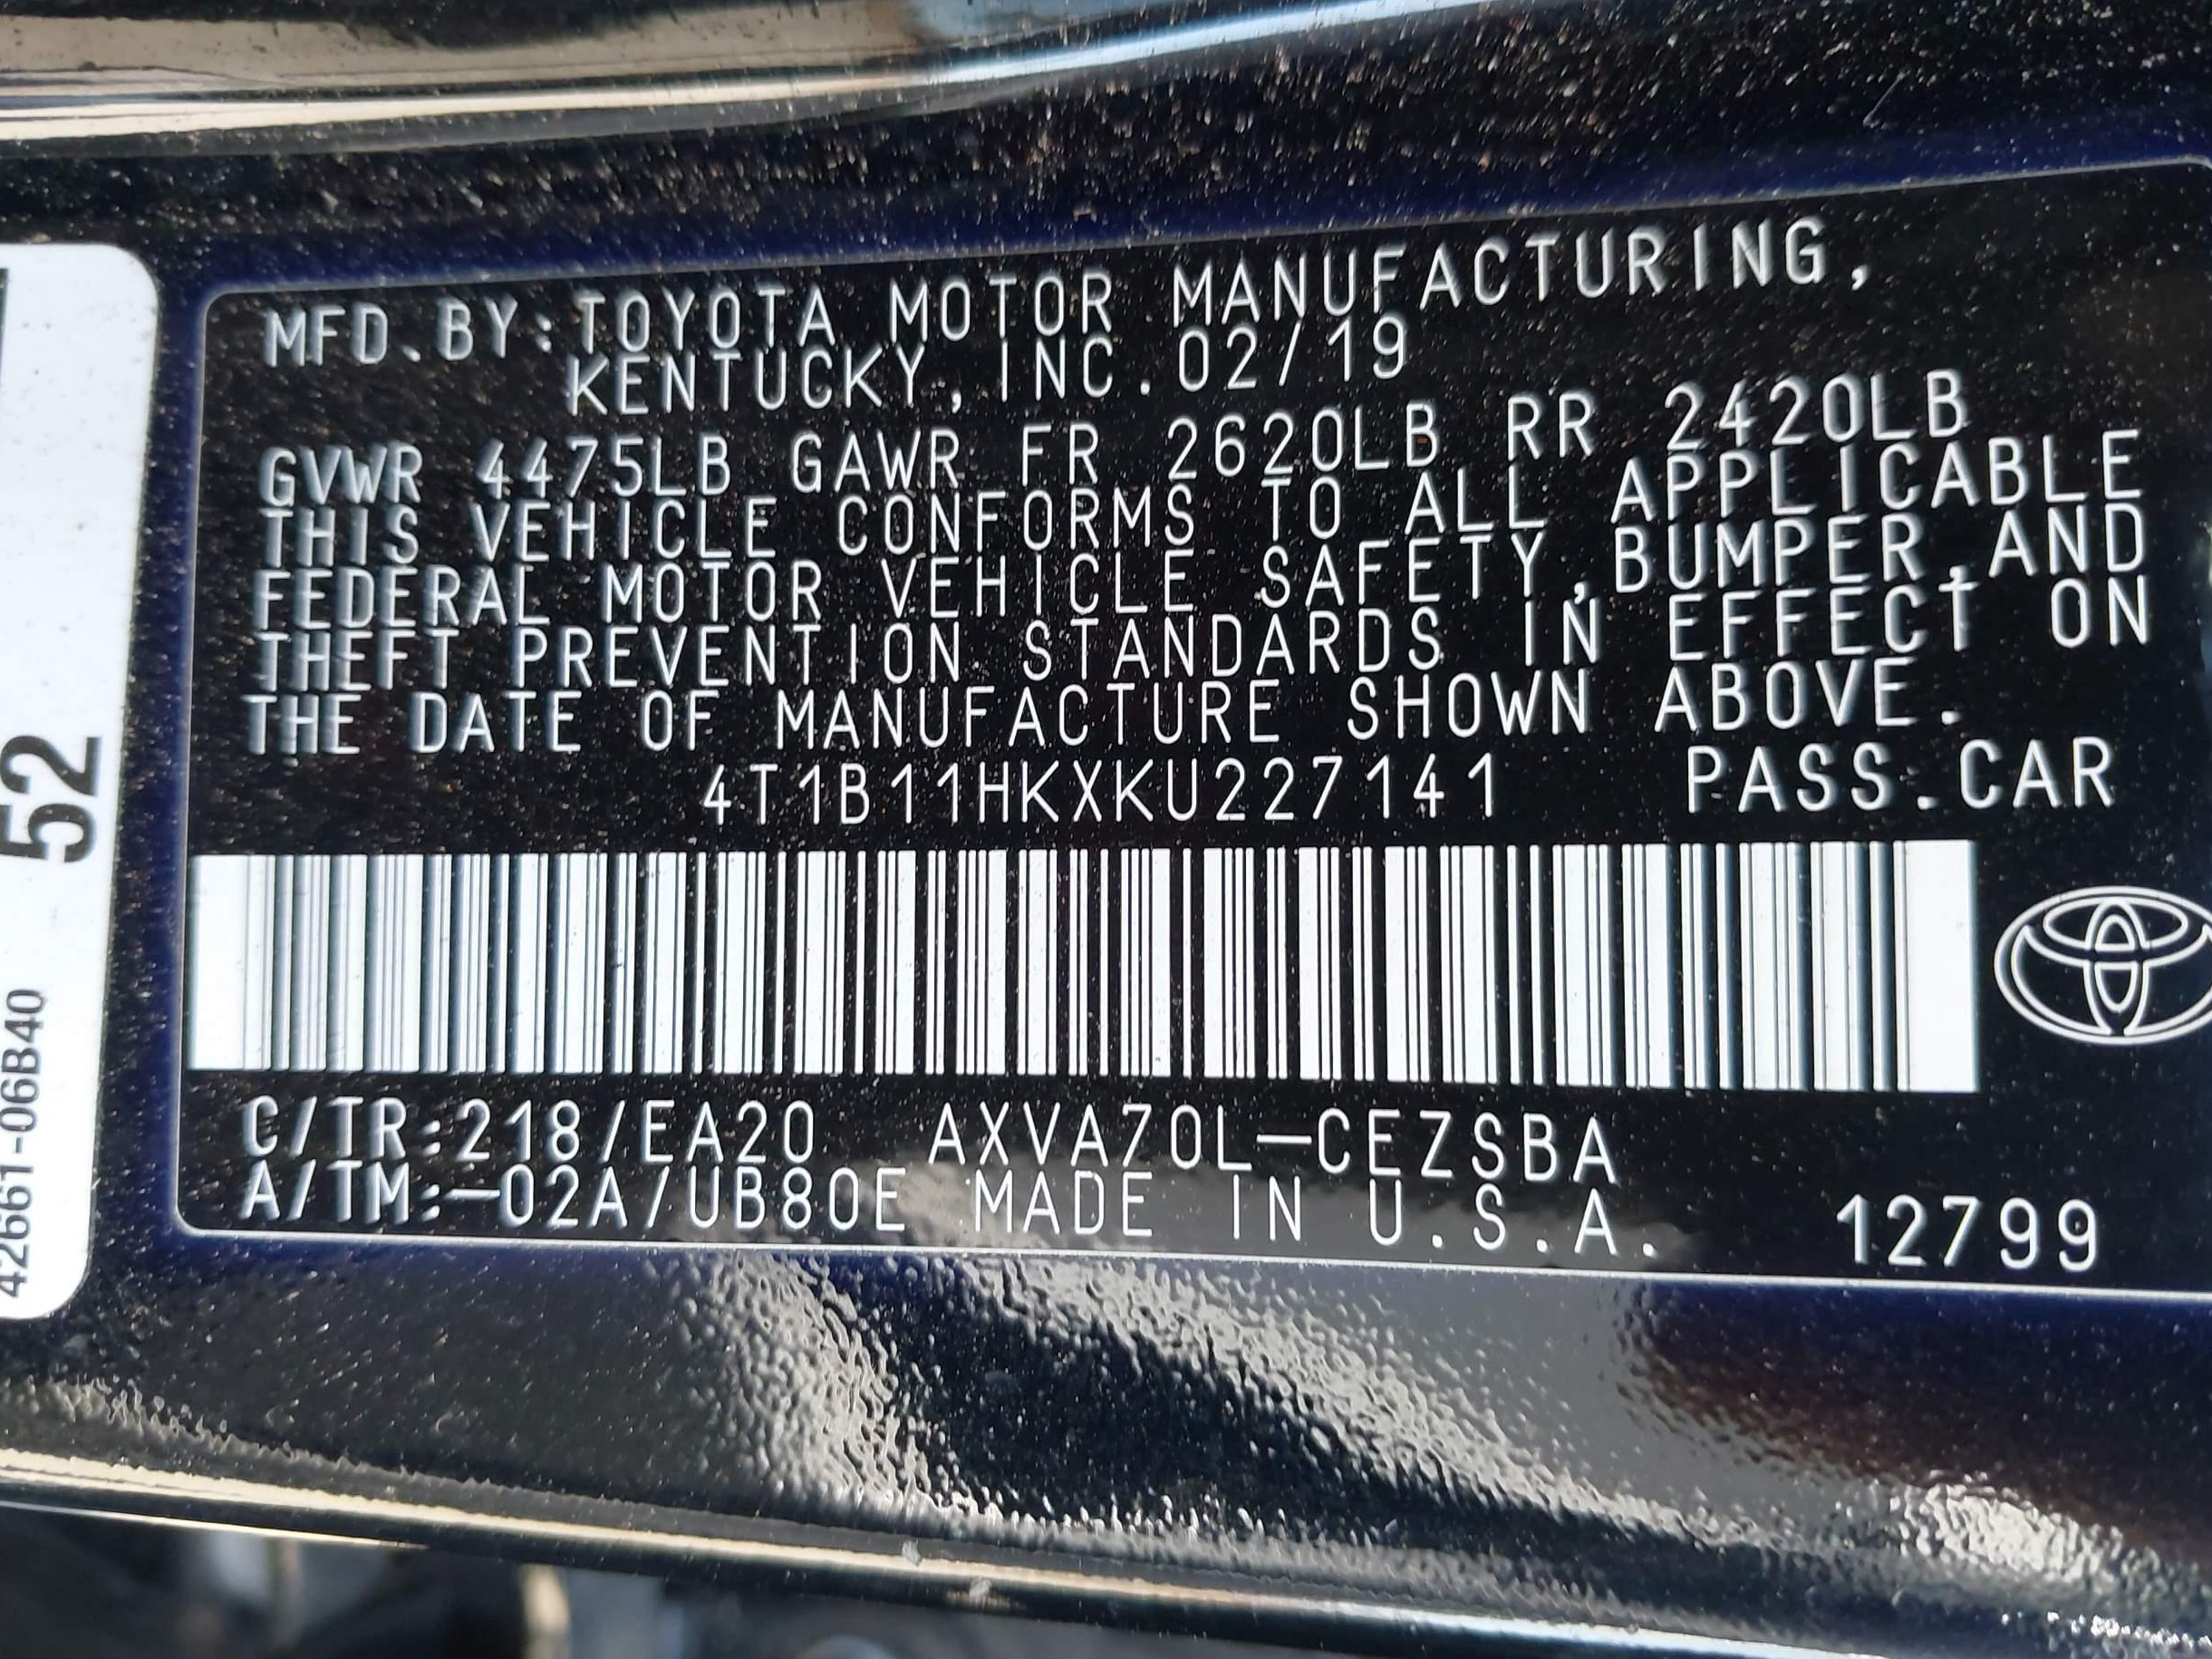 MFD.BY:TOYOTA MOTOR MANUFACTURING,
KENTUCKY, INC.02/19
GVWR 4475LB GAWR FR 2620LB RR 2420LB
THIS VEHICLE CONFORMS TO ALL APPLICABLE
FEDERAL MOTOR VEHICLE SAFETY,BUMPER,AND
THEFT PREVENTION STANDARDS IN EFFECT ON
THE DATE OF MANUFACTURE SHOWN ABOVE.
4T1B11HKXKU227141 PASS.CAR
C/TR:218/EA20 AXVA70L-CEZSBA
A/TM:-02A/UB80E MADE IN U.S.A. 12799
52
42661-06B40